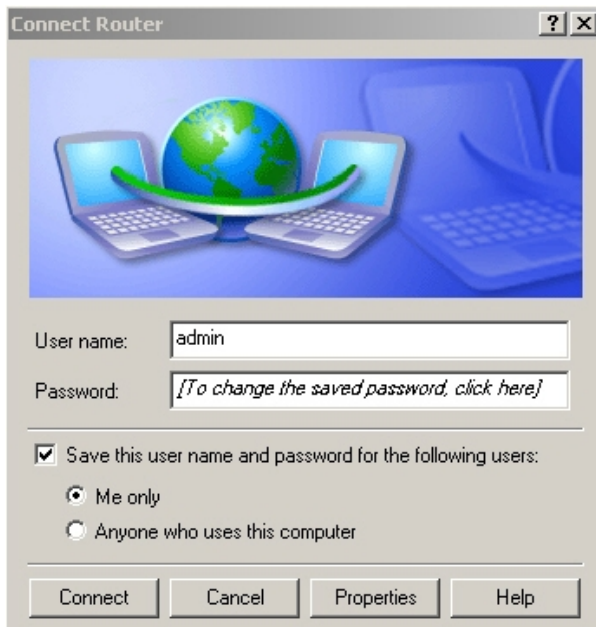 Connect Router
User name:
admin
Password:
[To change the saved password, click here]
Save this user name and password for the following users:
Me only
Anyone who uses this computer
Connect
Cancel
Properties
Help